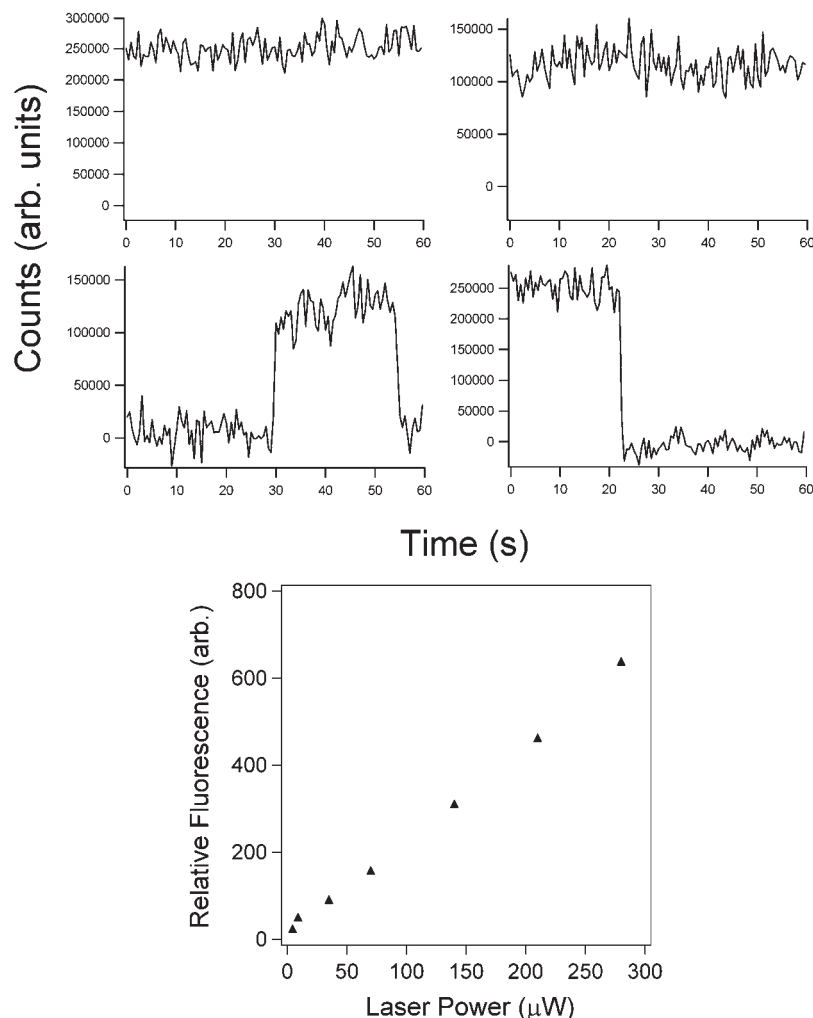 Counts (arb. units)
300000
250000
200000
150000
100000
50000
0
0 10 20 30 40 50 60
150000
100000
50000
0
0 10 20 30 40 50 60
150000
100000
50000
0
0 10 20 30 40 50 60
250000
200000
150000
100000
50000
0
0 10 20 30 40 50 60
Time (s)
Relative Fluorescence (arb.)
800
600
400
200
0
0 50 100 150 200 250 300
Laser Power (μW)